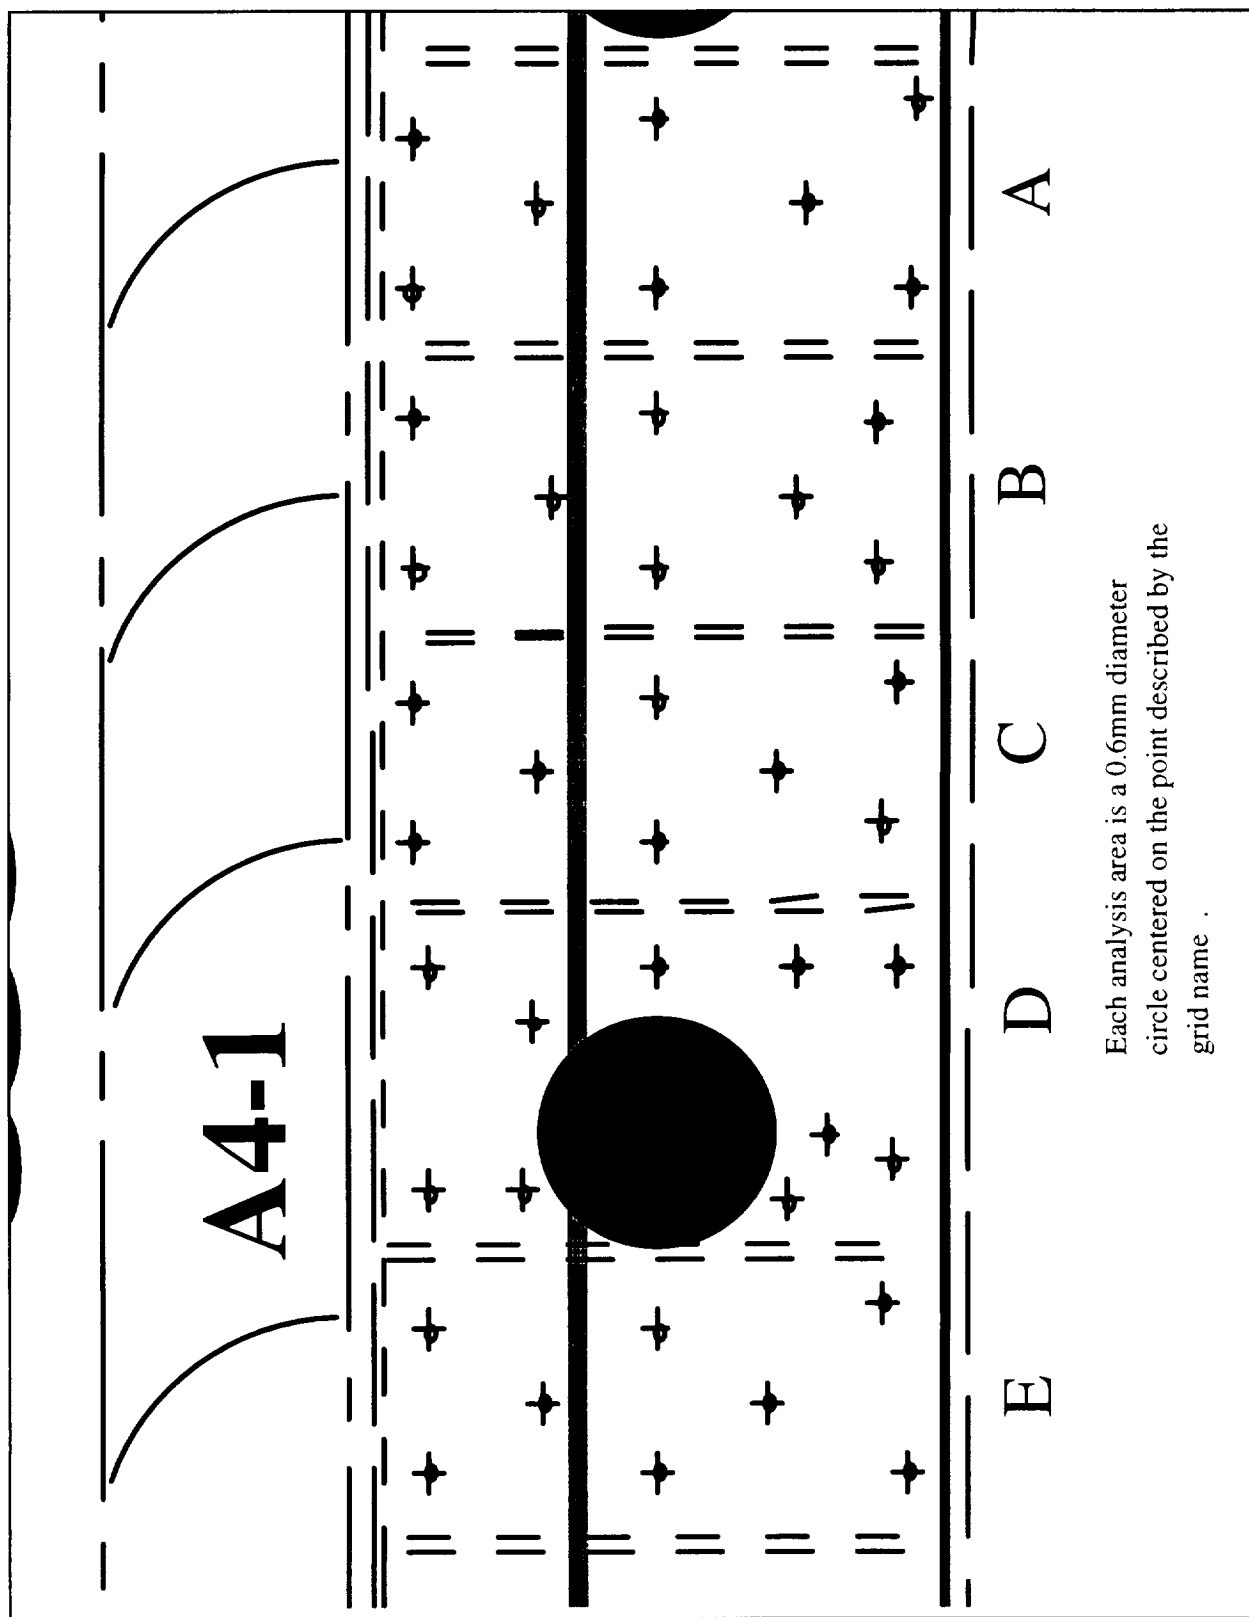 A4-1
E D C B A
Each analysis area is a 0.6mm diameter
circle centered on the point described by the
grid name .